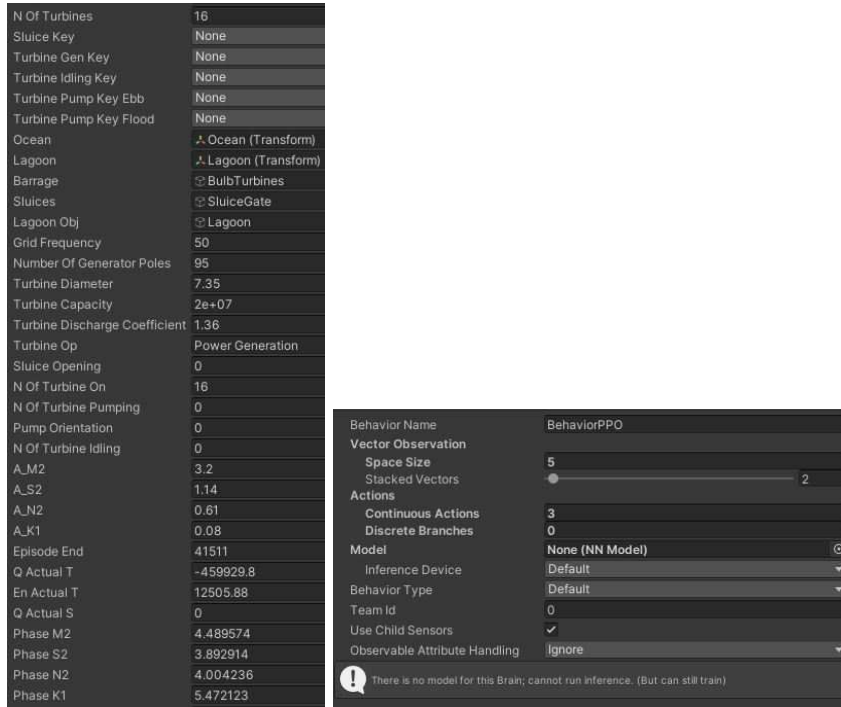 N Of Turbines 16
Sluice Key None
Turbine Gen Key None
Turbine Idling Key None
Turbine Pump Key Ebb None
Turbine Pump Key Flood None
Ocean Ocean (Transform)
Lagoon Lagoon (Transform)
Barrage BulbTurbines
Sluices SluiceGate
Lagoon Obj Lagoon
Grid Frequency 50
Number Of Generator Poles 95
Turbine Diameter 7.35
Turbine Capacity 2e+07
Turbine Discharge Coefficient 1.36
Turbine Op Power Generation
Sluice Opening 0
N Of Turbine On 16
N Of Turbine Pumping 0
Pump Orientation 0
N Of Turbine Idling 0
A_M2 3.2
A_S2 1.14
A_N2 0.61
A_K1 0.08
Episode End 41511
Q Actual T -459929.8
En Actual T 12505.88
Q Actual S 0
Phase M2 4.489574
Phase S2 3.892914
Phase N2 4.004236
Phase K1 5.472123
Behavior Name BehaviorPPO
Vector Observation
Space Size 5
Stacked Vectors 2
Actions
Continuous Actions 3
Discrete Branches 0
Model None (NN Model)
Inference Device Default
Behavior Type Default
Team Id 0
Use Child Sensors
Observable Attribute Handling Ignore
There is no model for this Brain; cannot run inference. (But can still train)